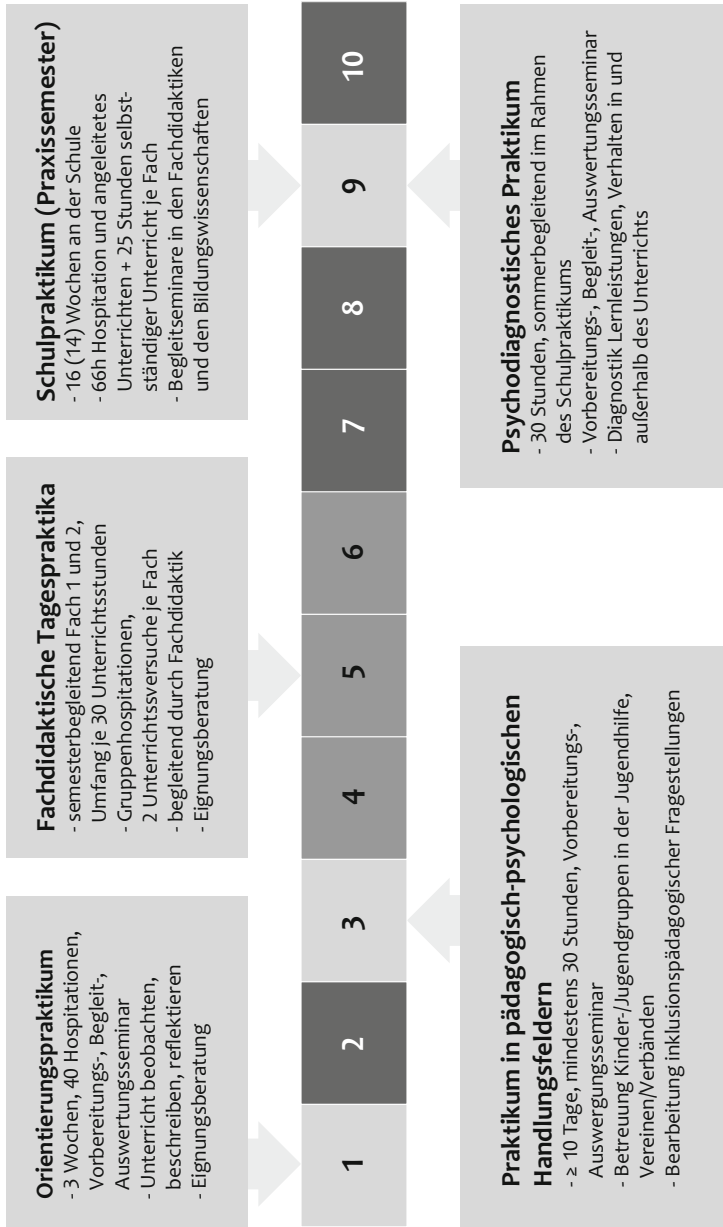 Orientierungspraktikum
- 3 Wochen, 40 Hospitationen,
Vorbereitungs-, Begleit-,
Auswertungsseminar
- Unterricht beobachten,
beschreiben, reflektieren
- Eignungsberatung
Fachdidaktische Tagespraktika
- semesterbegleitend Fach 1 und 2,
Umfang je 30 Unterrichtsstunden
- Gruppenhospitationen,
2 Unterrichtssversuche je Fach
- begleitend durch Fachdidaktik
- Eignungsberatung
Schulpraktikum (Praxissemester)
- 16 (14) Wochen an der Schule
- 66h Hospitation und angeleitetes
Unterrichten + 25 Stunden selbst-
ständiger Unterricht je Fach
- Begleitseminare in den Fachdidaktiken
und den Bildungswissenschaften
1 2 3 4 5 6 7 8 9 10
Praktikum in pädagogisch-psychologischen
Handlungsfeldern
- ≥ 10 Tage, mindestens 30 Stunden, Vorbereitungs-,
Auswergungsseminar
- Betreuung Kinder-/Jugendgruppen in der Jugendhilfe,
Vereinen/Verbänden
- Bearbeitung inklusionspädagogischer Fragestellungen
Psychodiagnostisches Praktikum
- 30 Stunden, sommerbegleitend im Rahmen
des Schulpraktikums
- Vorbereitungs-, Begleit-, Auswertungsseminar
- Diagnostik Lernleistungen, Verhalten in und
außerhalb des Unterrichts